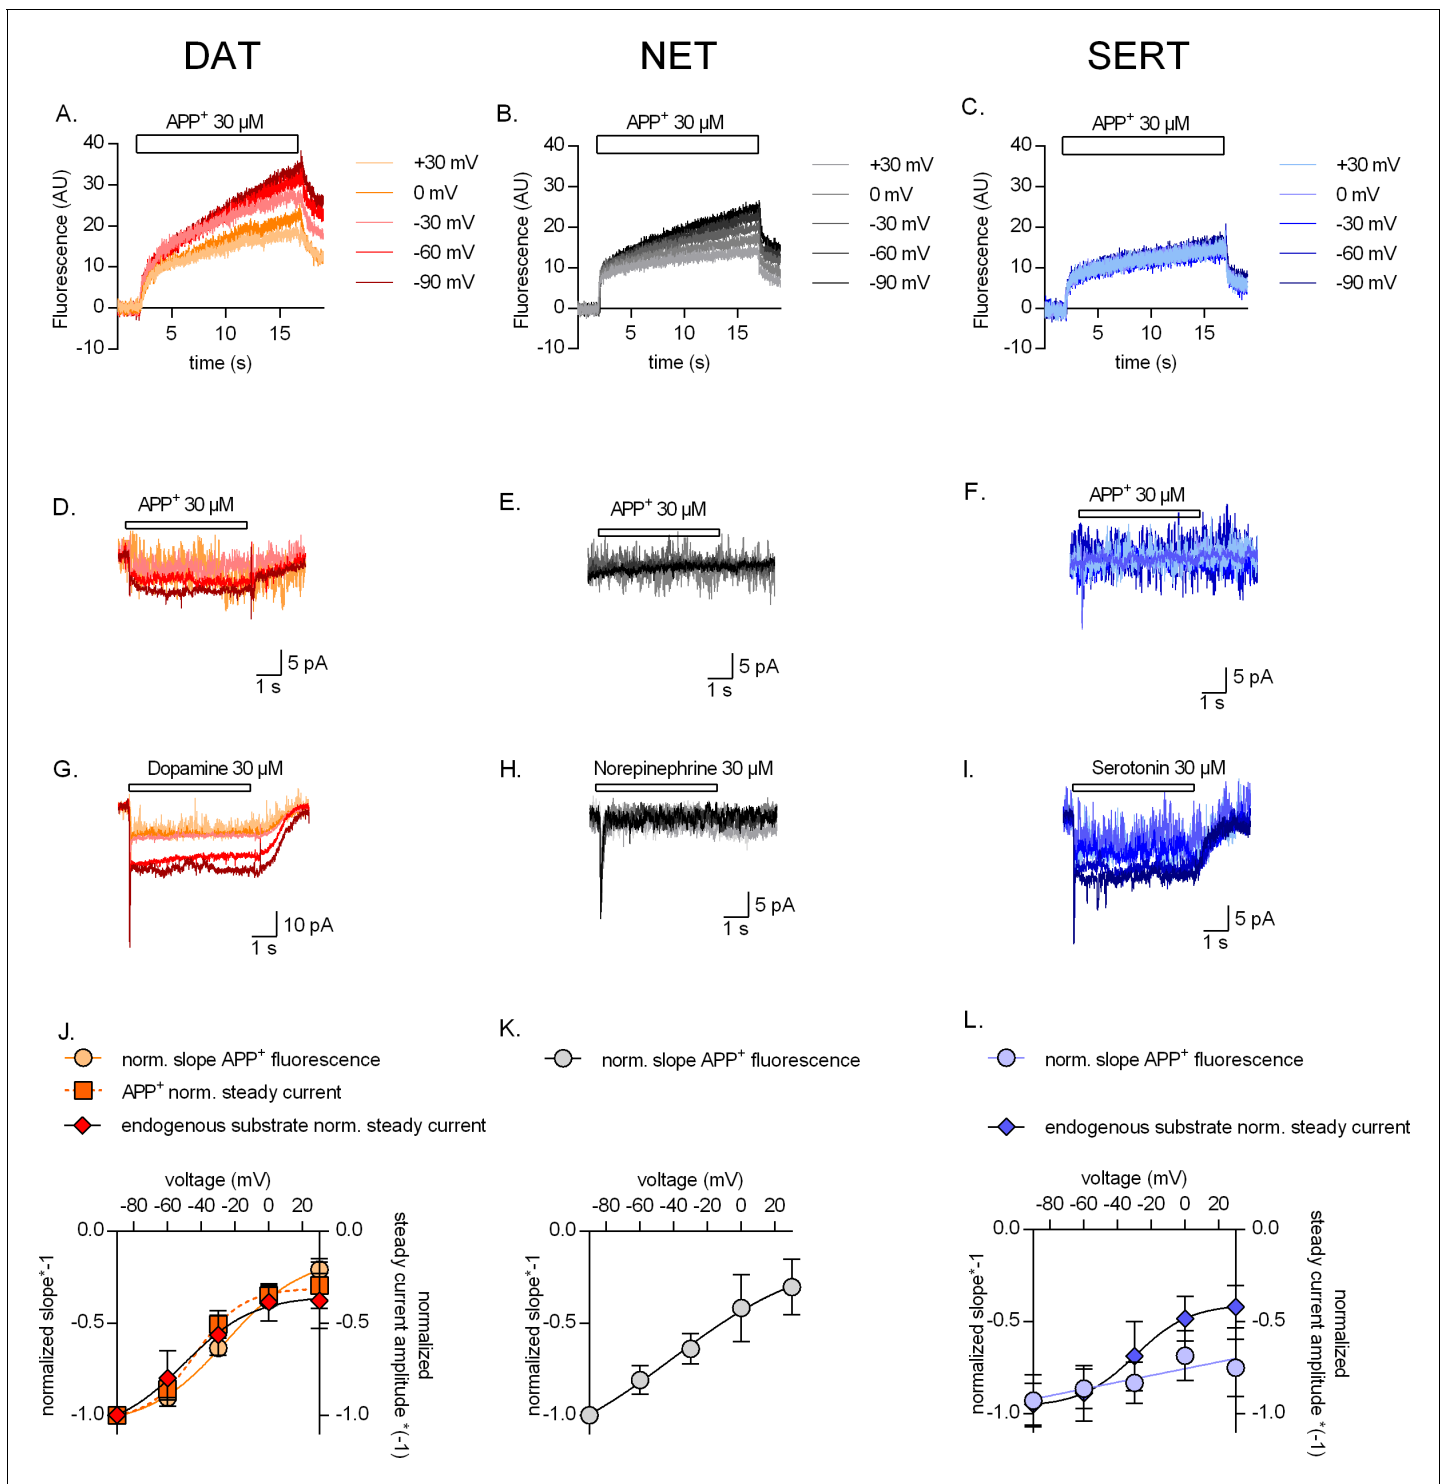 DAT
NET
SERT
A.
APP+ 30 µM
40
30
20
10
0
-10
Fluorescence (AU)
5
10
15
time (s)
+30 mV
0 mV
-30 mV
-60 mV
-90 mV
B.
APP+ 30 µM
40
30
20
10
0
-10
Fluorescence (AU)
5
10
15
time (s)
+30 mV
0 mV
-30 mV
-60 mV
-90 mV
C.
APP+ 30 µM
40
30
20
10
0
-10
Fluorescence (AU)
5
10
15
time (s)
+30 mV
0 mV
-30 mV
-60 mV
-90 mV
D.
APP+ 30 µM
5 pA
1 s
E.
APP+ 30 µM
5 pA
1 s
F.
APP+ 30 µM
5 pA
1 s
G.
Dopamine 30 µM
10 pA
1 s
H.
Norepinephrine 30 µM
5 pA
1 s
I.
Serotonin 30 µM
5 pA
1 s
J.
norm. slope APP+ fluorescence
APP+ norm. steady current
endogenous substrate norm. steady current
voltage (mV)
-80 -60 -40 -20 0 20
0.0
-0.5
-1.0
normalized slope*-1
0.0
-0.5
-1.0
normalized
steady current amplitude *(-1)
K.
norm. slope APP+ fluorescence
voltage (mV)
-80 -60 -40 -20 0 20
0.0
-0.5
-1.0
normalized slope*-1
L.
norm. slope APP+ fluorescence
endogenous substrate norm. steady current
voltage (mV)
-80 -60 -40 -20 0 20
0.0
-0.5
-1.0
normalized slope*-1
0.0
-0.5
-1.0
normalized
steady current amplitude *(-1)